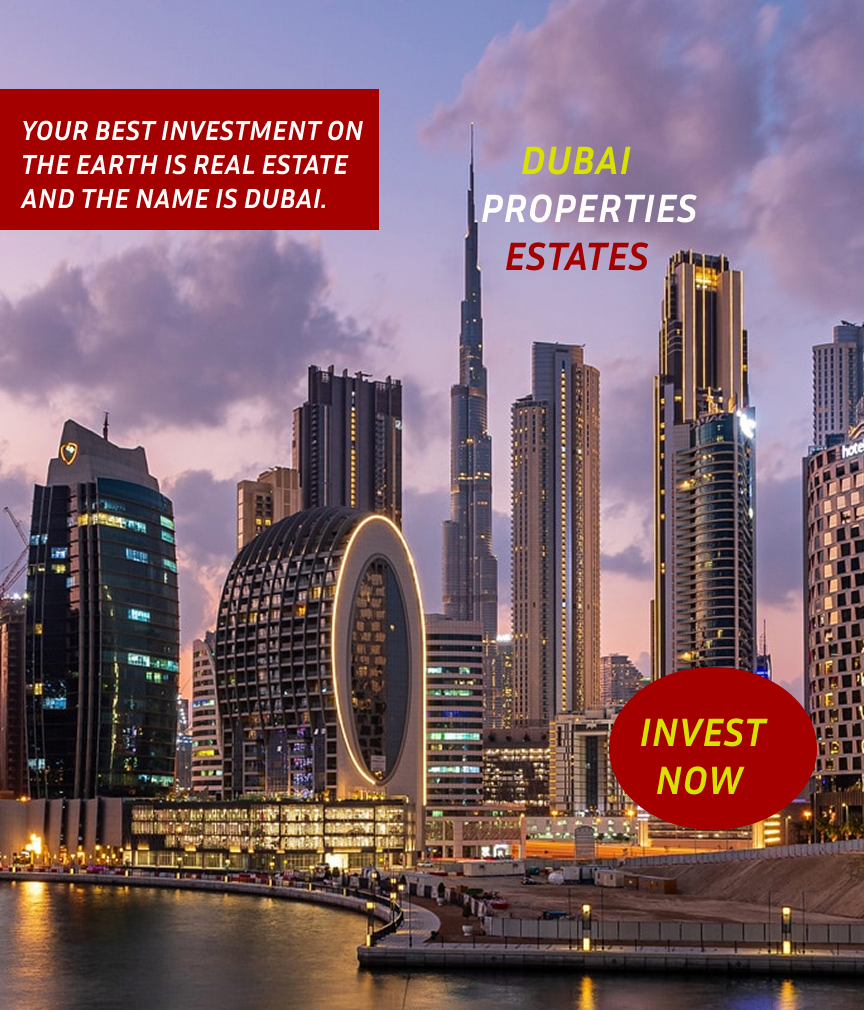 YOUR BEST INVESTMENT ON
THE EARTH IS REAL ESTATE
AND THE NAME IS DUBAI.
DUBAI
PROPERTIES
ESTATES
hote
INVEST
NOW